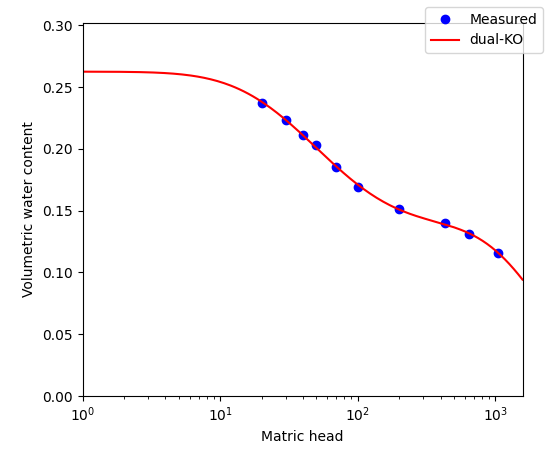 Measured
dual-KO
0.30
0.25
0.20
0.15
0.10
0.05
0.00
Volumetric water content
10⁰ 10¹ 10² 10³
Matric head